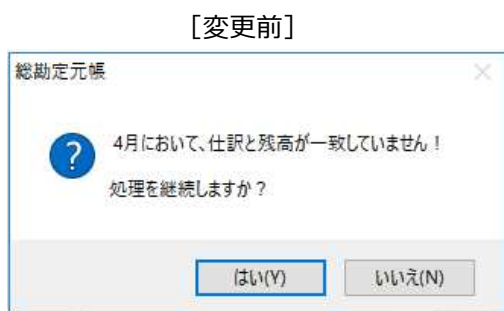 [変更前]
総勘定元帳
4月において、仕訳と残高が一致していません!
処理を継続しますか?
はい(Y) いいえ(N)